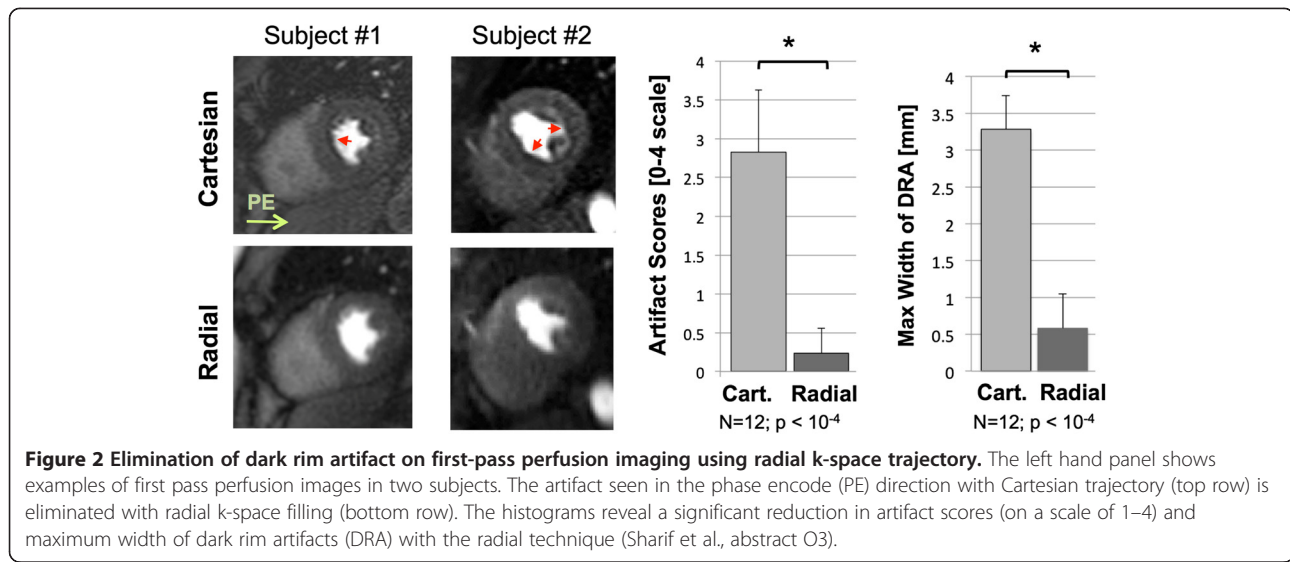 Subject #1
Subject #2
Cartesian
PE
Radial
*
Artifact Scores [0-4 scale]
4
3.5
3
2.5
2
1.5
1
0.5
0
Cart. Radial
N=12; p < 10⁻⁴
*
Max Width of DRA [mm]
4
3.5
3
2.5
2
1.5
1
0.5
0
Cart. Radial
N=12; p < 10⁻⁴
Figure 2 Elimination of dark rim artifact on first-pass perfusion imaging using radial k-space trajectory. The left hand panel shows
examples of first pass perfusion images in two subjects. The artifact seen in the phase encode (PE) direction with Cartesian trajectory (top row) is
eliminated with radial k-space filling (bottom row). The histograms reveal a significant reduction in artifact scores (on a scale of 1–4) and
maximum width of dark rim artifacts (DRA) with the radial technique (Sharif et al., abstract O3).